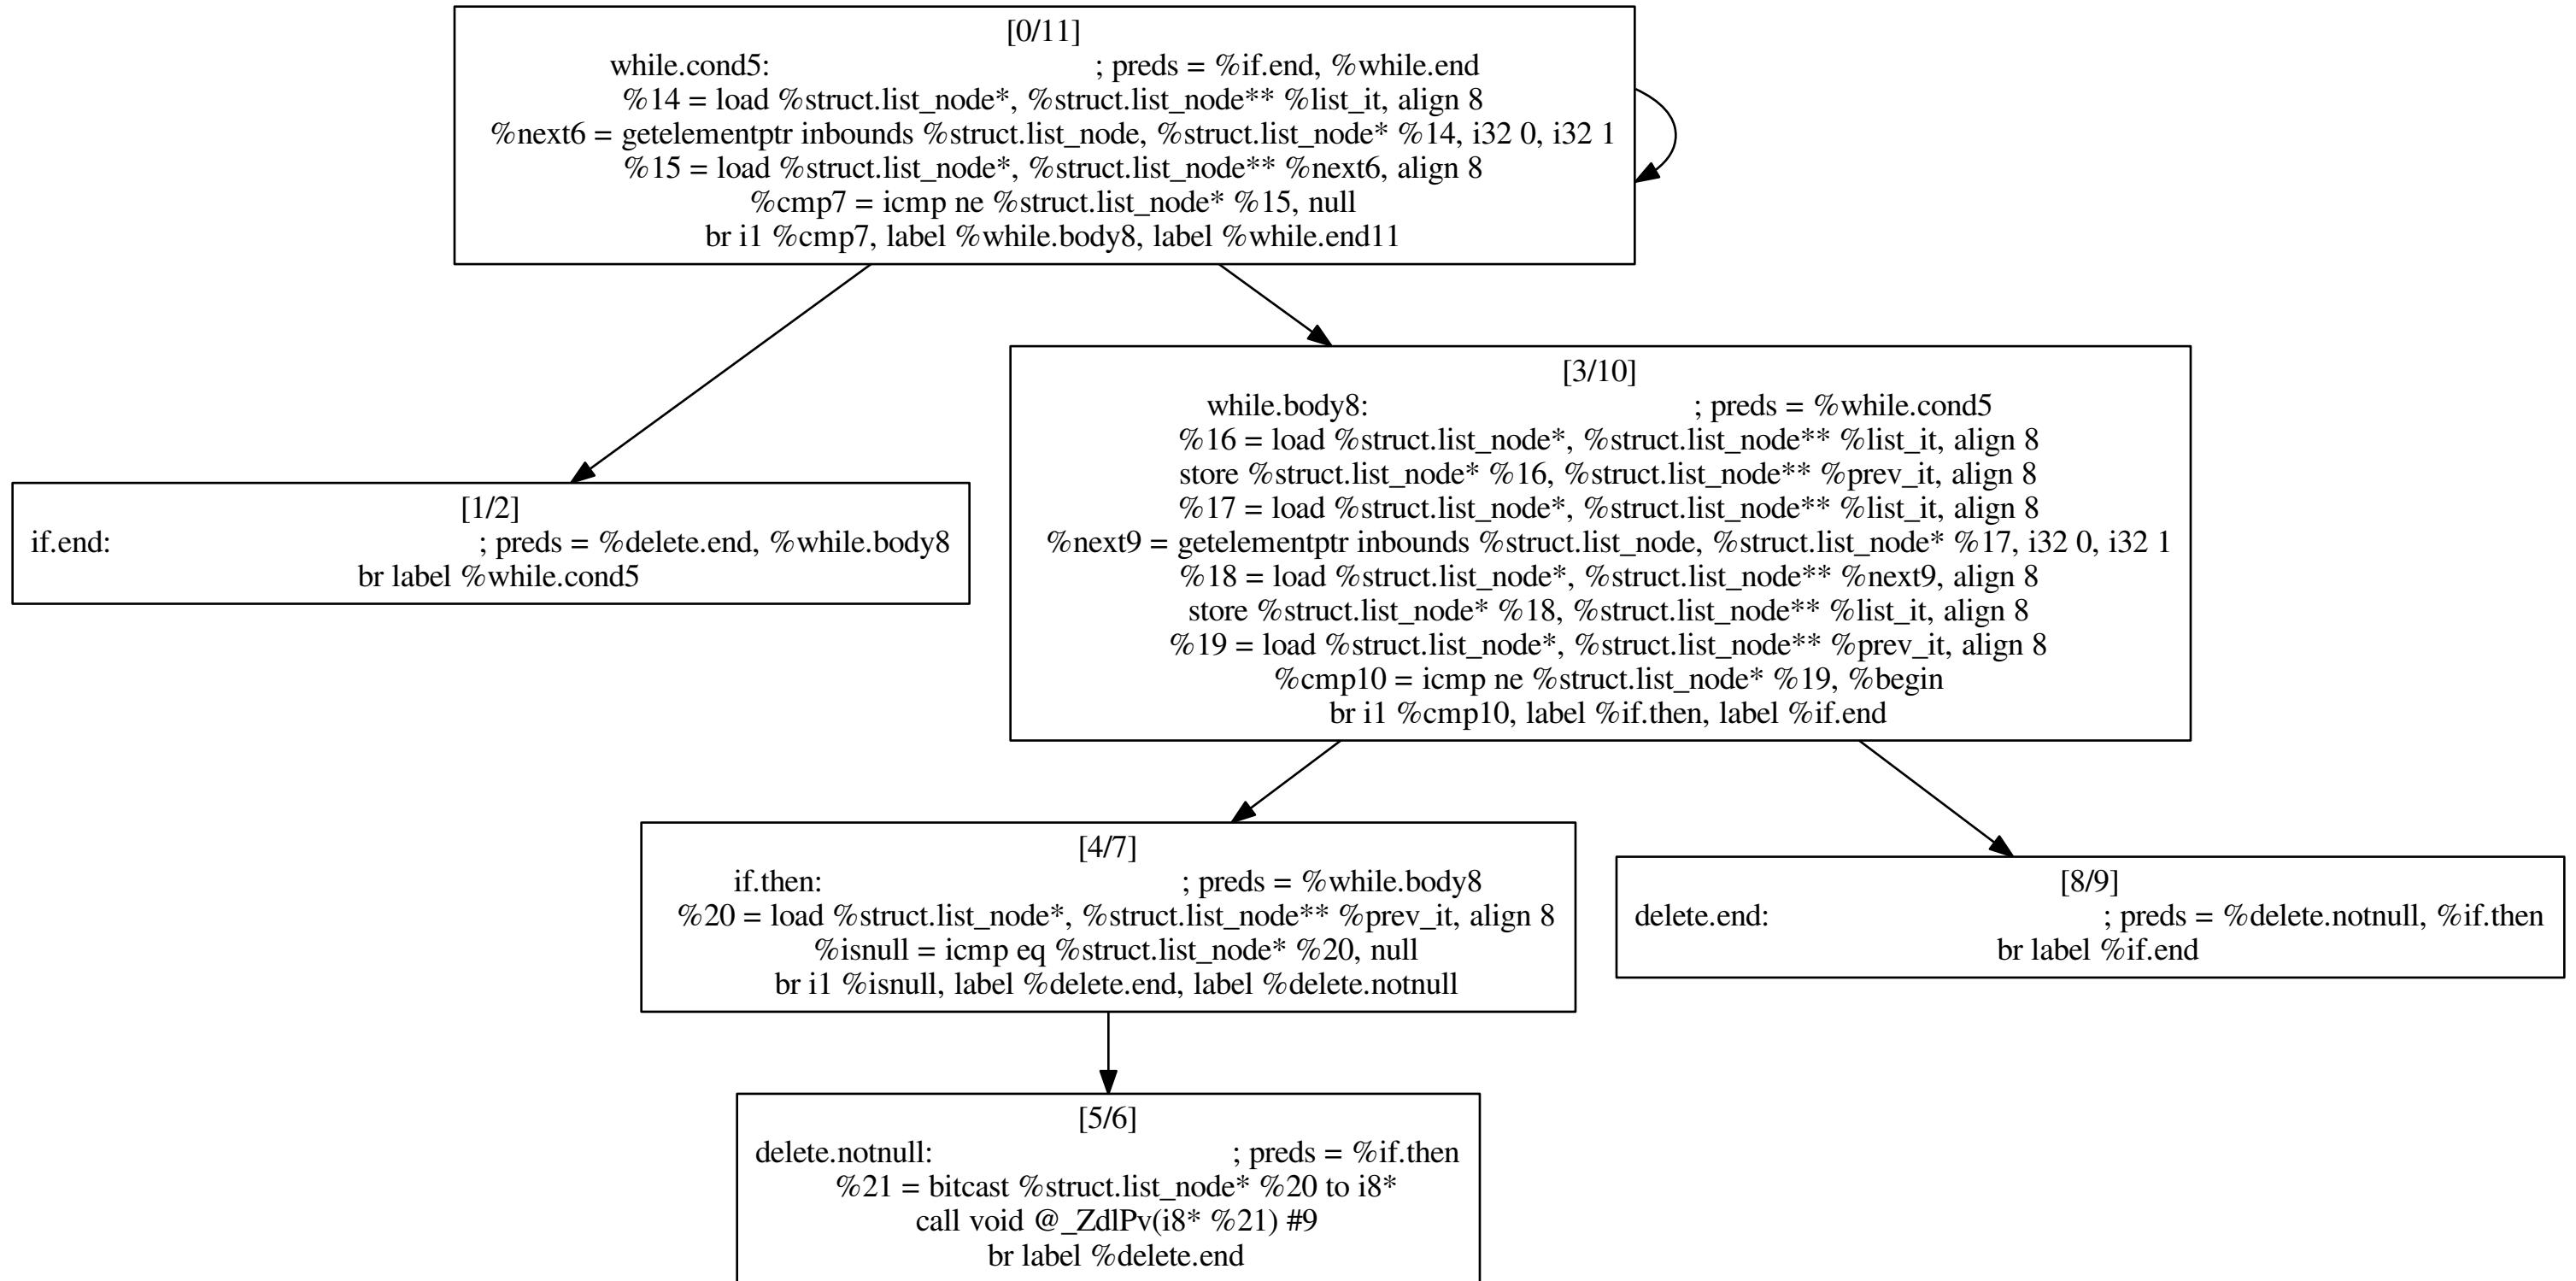 [0/11]
while.cond5: ; preds = %if.end, %while.end
%14 = load %struct.list_node*, %struct.list_node** %list_it, align 8
%next6 = getelementptr inbounds %struct.list_node, %struct.list_node* %14, i32 0, i32 1
%15 = load %struct.list_node*, %struct.list_node** %next6, align 8
%cmp7 = icmp ne %struct.list_node* %15, null
br i1 %cmp7, label %while.body8, label %while.end11
[1/2]
if.end: ; preds = %delete.end, %while.body8
br label %while.cond5
[3/10]
while.body8: ; preds = %while.cond5
%16 = load %struct.list_node*, %struct.list_node** %list_it, align 8
store %struct.list_node* %16, %struct.list_node** %prev_it, align 8
%17 = load %struct.list_node*, %struct.list_node** %list_it, align 8
%next9 = getelementptr inbounds %struct.list_node, %struct.list_node* %17, i32 0, i32 1
%18 = load %struct.list_node*, %struct.list_node** %next9, align 8
store %struct.list_node* %18, %struct.list_node** %list_it, align 8
%19 = load %struct.list_node*, %struct.list_node** %prev_it, align 8
%cmp10 = icmp ne %struct.list_node* %19, %begin
br i1 %cmp10, label %if.then, label %if.end
[4/7]
if.then: ; preds = %while.body8
%20 = load %struct.list_node*, %struct.list_node** %prev_it, align 8
%isnull = icmp eq %struct.list_node* %20, null
br i1 %isnull, label %delete.end, label %delete.notnull
[8/9]
delete.end: ; preds = %delete.notnull, %if.then
br label %if.end
[5/6]
delete.notnull: ; preds = %if.then
%21 = bitcast %struct.list_node* %20 to i8*
call void @_ZdlPv(i8* %21) #9
br label %delete.end